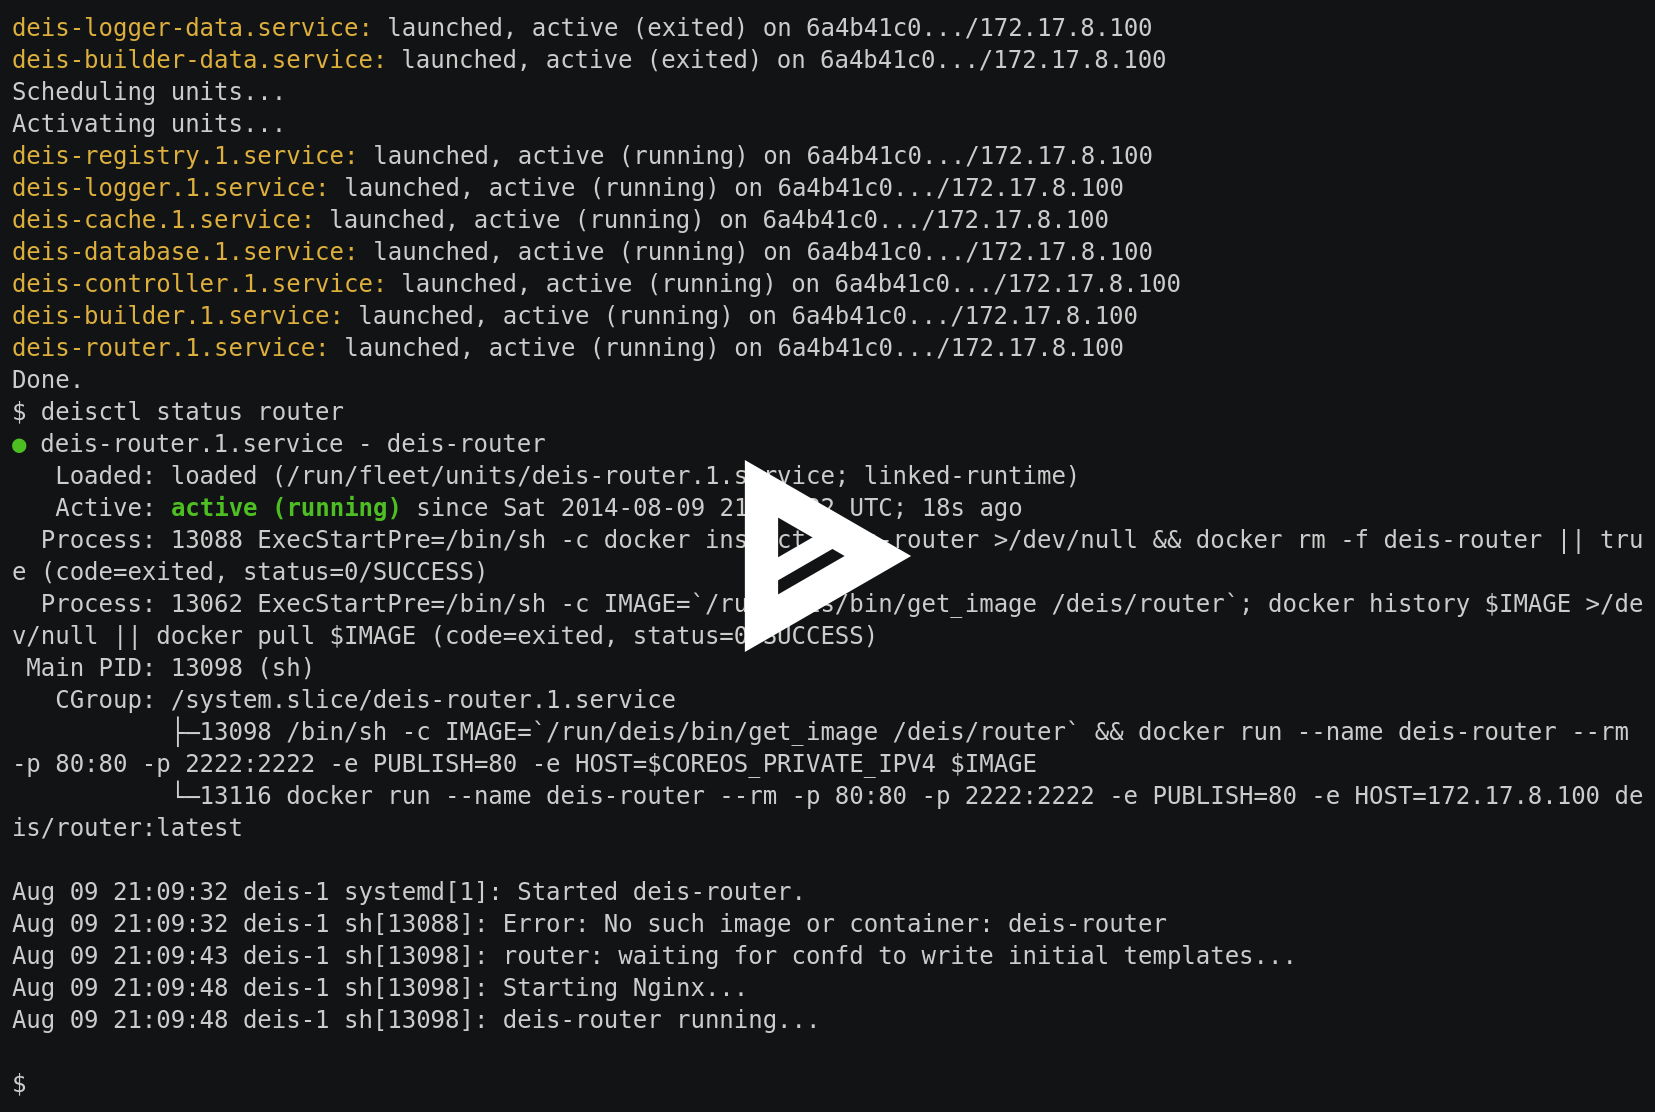 deis-logger-data.service: launched, active (exited) on 6a4b41c0.../172.17.8.100
deis-builder-data.service: launched, active (exited) on 6a4b41c0.../172.17.8.100
Scheduling units...
Activating units...
deis-registry.1.service: launched, active (running) on 6a4b41c0.../172.17.8.100
deis-logger.1.service: launched, active (running) on 6a4b41c0.../172.17.8.100
deis-cache.1.service: launched, active (running) on 6a4b41c0.../172.17.8.100
deis-database.1.service: launched, active (running) on 6a4b41c0.../172.17.8.100
deis-controller.1.service: launched, active (running) on 6a4b41c0.../172.17.8.100
deis-builder.1.service: launched, active (running) on 6a4b41c0.../172.17.8.100
deis-router.1.service: launched, active (running) on 6a4b41c0.../172.17.8.100
Done.
$ deisctl status router
● deis-router.1.service - deis-router
   Loaded: loaded (/run/fleet/units/deis-router.1.service; linked-runtime)
   Active: active (running) since Sat 2014-08-09 UTC; 18s ago
  Process: 13088 ExecStartPre=/bin/sh -c docker >/dev/null && docker rm -f deis-router || tru
e (code=exited, status=0/SUCCESS)
  Process: 13062 ExecStartPre=/bin/sh -c IMAGE=`/run/deis/bin/get_image /deis/router`; docker history $IMAGE >/de
v/null || docker pull $IMAGE (code=exited, status=0/SUCCESS)
 Main PID: 13098 (sh)
   CGroup: /system.slice/deis-router.1.service
           ├─13098 /bin/sh -c IMAGE=`/run/deis/bin/get_image /deis/router` && docker run --name deis-router --rm
-p 80:80 -p 2222:2222 -e PUBLISH=80 -e HOST=$COREOS_PRIVATE_IPV4 $IMAGE
           └─13116 docker run --name deis-router --rm -p 80:80 -p 2222:2222 -e PUBLISH=80 -e HOST=172.17.8.100 de
is/router:latest
Aug 09 21:09:32 deis-1 systemd[1]: Started deis-router.
Aug 09 21:09:32 deis-1 sh[13088]: Error: No such image or container: deis-router
Aug 09 21:09:43 deis-1 sh[13098]: router: waiting for confd to write initial templates...
Aug 09 21:09:48 deis-1 sh[13098]: Starting Nginx...
Aug 09 21:09:48 deis-1 sh[13098]: deis-router running...
$